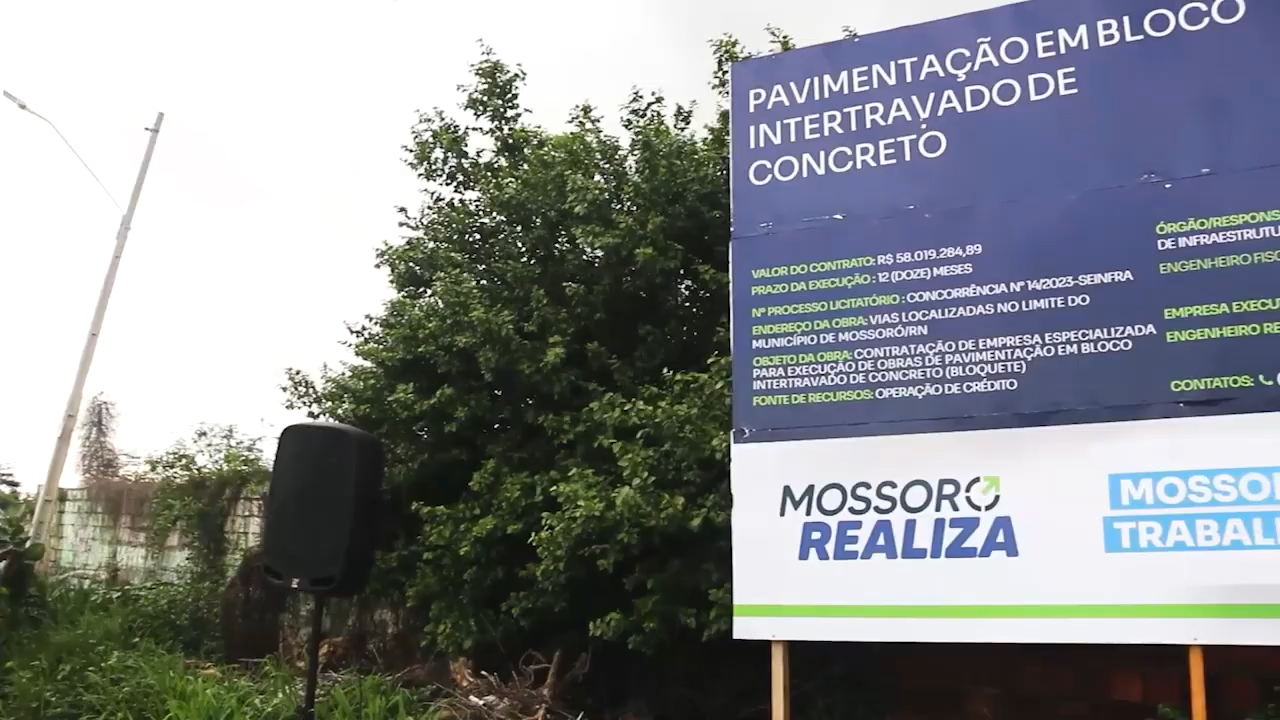 PAVIMENTAÇÃO EM BLOCO
INTERTRAVADO DE
CONCRETO
VALOR DO CONTRATO: R$ 58.019.284,89
PRAZO DA EXECUÇÃO : 12 (DOZE) MESES
Nº PROCESSO LICITATÓRIO : CONCORRÊNCIA Nº 14/2023-SEINFRA
ENDEREÇO DA OBRA: VIAS LOCALIZADAS NO LIMITE DO
MUNICÍPIO DE MOSSORÓ/RN
OBJETO DA OBRA: CONTRATAÇÃO DE EMPRESA ESPECIALIZADA
PARA EXECUÇÃO DE OBRAS DE PAVIMENTAÇÃO EM BLOCO
INTERTRAVADO DE CONCRETO (BLOQUETE)
FONTE DE RECURSOS: OPERAÇÃO DE CRÉDITO
ÓRGÃO/RESPONS
DE INFRAESTRUTU
ENGENHEIRO FISC
EMPRESA EXECU
ENGENHEIRO RE
CONTATOS:
MOSSORÓ
REALIZA
MOSSOR
TRABAL